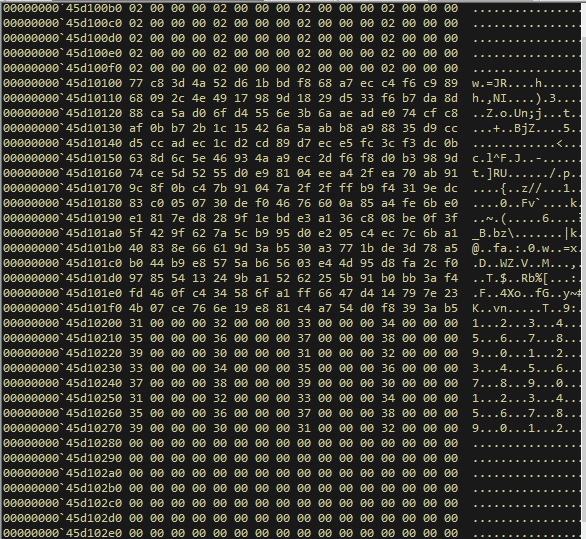 00000000`45d100b0 02 00 00 00 02 00 00 00 02 00 00 00 02 00 00 00 ................
00000000`45d100c0 02 00 00 00 02 00 00 00 02 00 00 00 02 00 00 00 ................
00000000`45d100d0 02 00 00 00 02 00 00 00 02 00 00 00 02 00 00 00 ................
00000000`45d100e0 02 00 00 00 02 00 00 00 02 00 00 00 02 00 00 00 ................
00000000`45d100f0 02 00 00 00 02 00 00 00 02 00 00 00 02 00 00 00 ................
00000000`45d10100 77 c8 3d 4a 52 d6 1b bd f8 68 a7 ec c4 f6 c9 89 w.=JR....h......
00000000`45d10110 68 09 2c 4e 49 17 98 9d 18 29 d5 33 f6 b7 da 8d h.,NI....).3....
00000000`45d10120 88 ca 5a d0 6f d4 55 6e 3b 6a ae ad e0 74 cf c8 ..Z.o.Un;j...t..
00000000`45d10130 af 0b b7 2b 1c 15 42 6a 5a ab b8 a9 88 35 d9 cc ...+..BjZ....5..
00000000`45d10140 d5 cc ad ec 1c d2 cd 89 d7 ec e5 fc 3c f3 dc 0b ............<...
00000000`45d10150 63 8d 6c 5e 46 93 4a a9 ec 2d f6 f8 d0 b3 98 9d c.l^F.J..-......
00000000`45d10160 74 ce 5d 52 55 d0 e9 81 04 ee a4 2f ea 70 ab 91 t.]RU....../.p..
00000000`45d10170 9c 8f 0b c4 7b 91 04 7a 2f 2f ff b9 f4 31 9e dc ....{..z//...1..
00000000`45d10180 83 c0 05 07 30 de f0 46 76 60 0a 85 a4 fe 6b e0 ....0..Fv`....k.
00000000`45d10190 e1 81 7e d8 28 9f 1e bd e3 a1 36 c8 08 be 0f 3f ..~.(.....6....?
00000000`45d101a0 5f 42 9f 62 7a 5c b9 95 d0 e2 05 c4 ec 7c 6b a1 _B.bz\.......|k.
00000000`45d101b0 40 83 8e 66 61 9d 3a b5 30 a3 77 1b de 3d 78 a5 @..fa.:.0.w..=x.
00000000`45d101c0 b0 44 b9 e8 57 5a b6 56 03 e4 4d 95 d8 fa 2c f0 .D..WZ.V..M...,.
00000000`45d101d0 97 85 54 13 24 9b a1 52 62 25 5b 91 b0 bb 3a f4 ..T.$..Rb%[...:.
00000000`45d101e0 fd 46 0f c4 34 58 6f a1 ff 66 47 d4 14 79 7e 23 .F..4Xo..fG..y~#
00000000`45d101f0 4b 07 ce 76 6e 19 e8 81 c4 a7 54 d0 f8 39 3a b5 K..vn.....T..9:.
00000000`45d10200 31 00 00 00 32 00 00 00 33 00 00 00 34 00 00 00 1...2...3...4...
00000000`45d10210 35 00 00 00 36 00 00 00 37 00 00 00 38 00 00 00 5...6...7...8...
00000000`45d10220 39 00 00 00 30 00 00 00 31 00 00 00 32 00 00 00 9...0...1...2...
00000000`45d10230 33 00 00 00 34 00 00 00 35 00 00 00 36 00 00 00 3...4...5...6...
00000000`45d10240 37 00 00 00 38 00 00 00 39 00 00 00 30 00 00 00 7...8...9...0...
00000000`45d10250 31 00 00 00 32 00 00 00 33 00 00 00 34 00 00 00 1...2...3...4...
00000000`45d10260 35 00 00 00 36 00 00 00 37 00 00 00 38 00 00 00 5...6...7...8...
00000000`45d10270 39 00 00 00 30 00 00 00 31 00 00 00 32 00 00 00 9...0...1...2...
00000000`45d10280 00 00 00 00 00 00 00 00 00 00 00 00 00 00 00 00 ................
00000000`45d10290 00 00 00 00 00 00 00 00 00 00 00 00 00 00 00 00 ................
00000000`45d102a0 00 00 00 00 00 00 00 00 00 00 00 00 00 00 00 00 ................
00000000`45d102b0 00 00 00 00 00 00 00 00 00 00 00 00 00 00 00 00 ................
00000000`45d102c0 00 00 00 00 00 00 00 00 00 00 00 00 00 00 00 00 ................
00000000`45d102d0 00 00 00 00 00 00 00 00 00 00 00 00 00 00 00 00 ................
00000000`45d102e0 00 00 00 00 00 00 00 00 00 00 00 00 00 00 00 00 ................